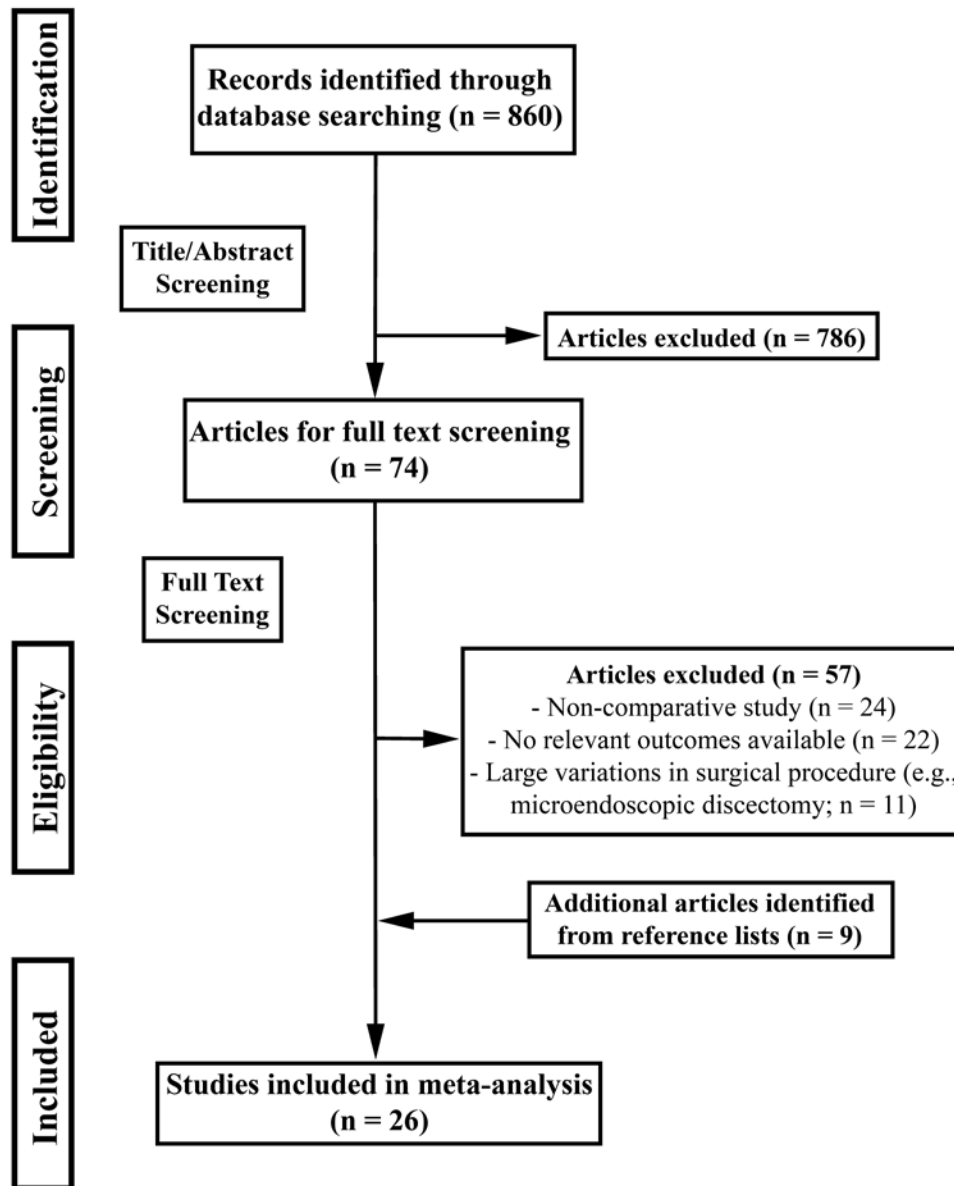 Identification
Records identified through
database searching (n = 860)
Title/Abstract
Screening
Articles excluded (n = 786)
Screening
Articles for full text screening
(n = 74)
Full Text
Screening
Eligibility
Articles excluded (n = 57)
- Non-comparative study (n = 24)
- No relevant outcomes available (n = 22)
- Large variations in surgical procedure (e.g.,
microendoscopic discectomy; n = 11)
Additional articles identified
from reference lists (n = 9)
Included
Studies included in meta-analysis
(n = 26)